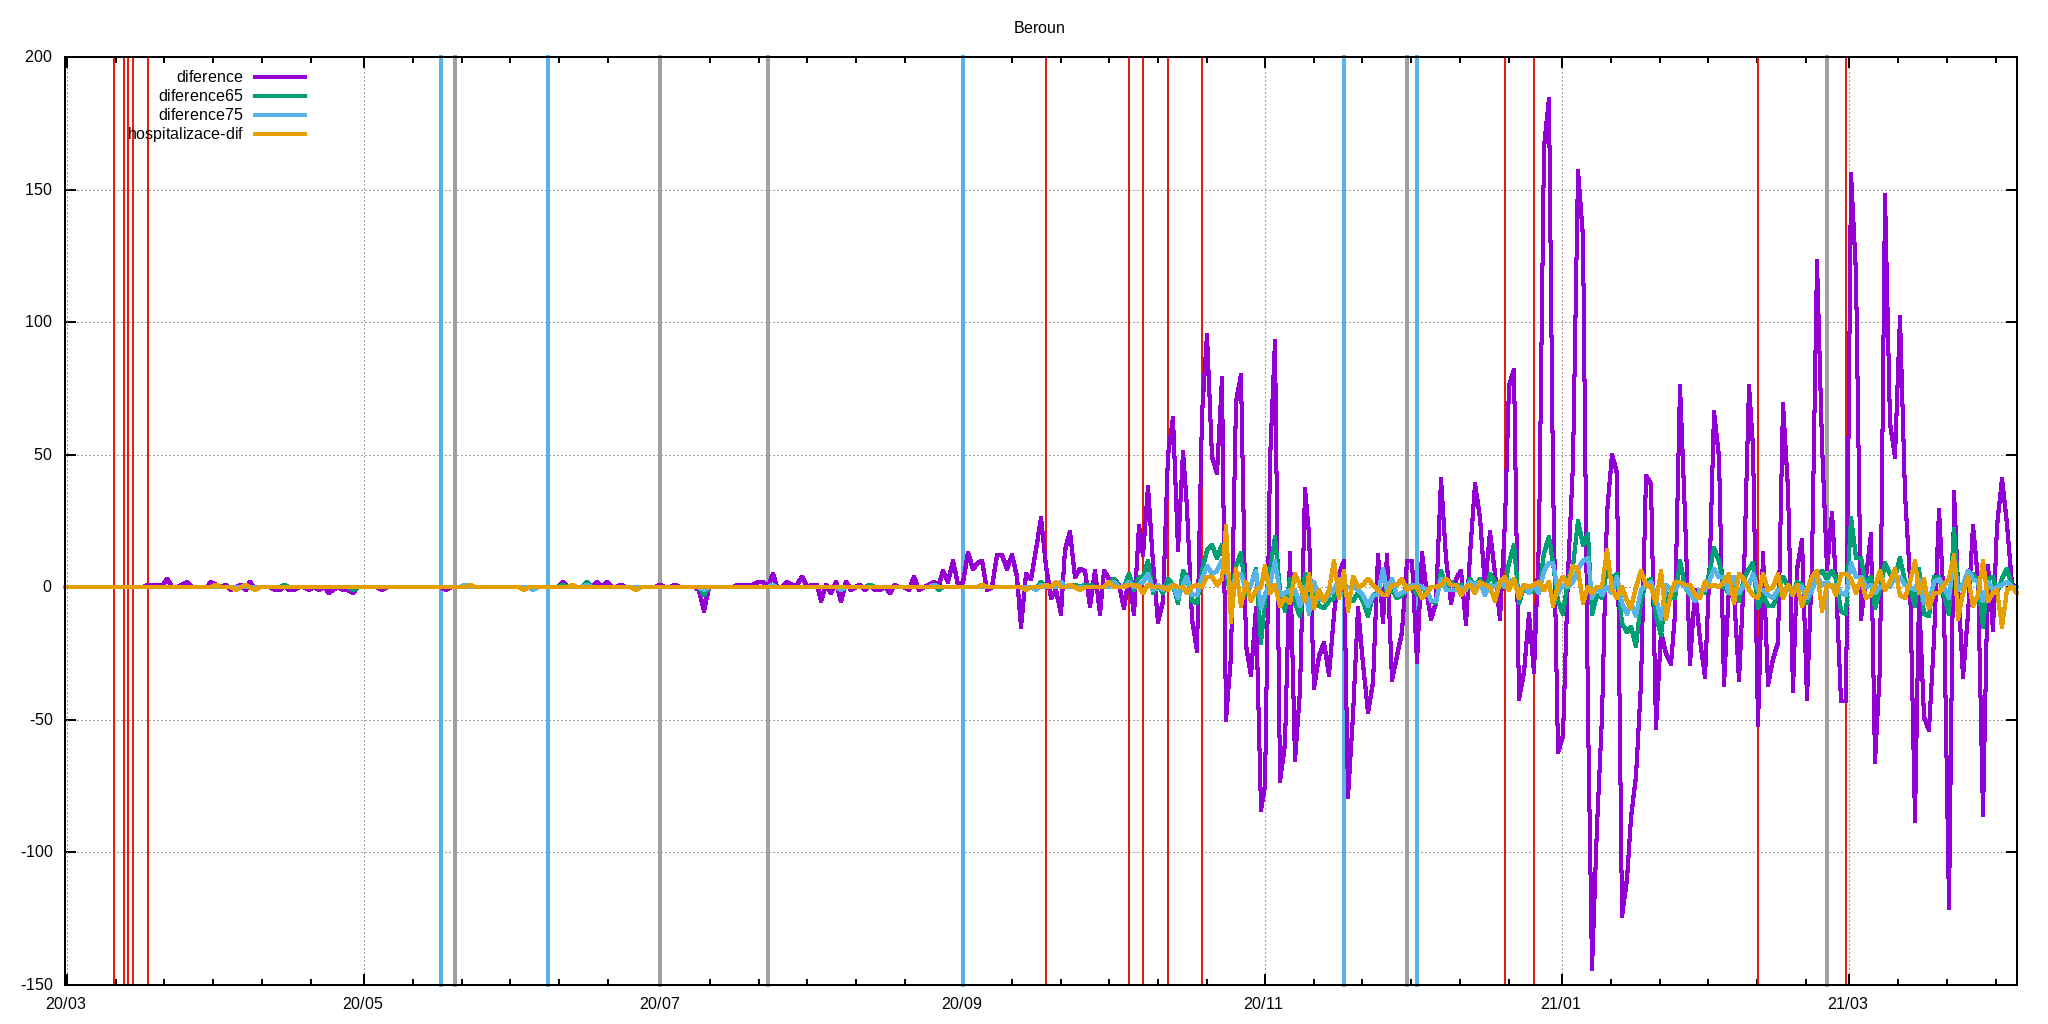 Beroun
200
diference
diference65
diference75
hospitalizace-dif
150
100
50
0
-50
-100
-150
20/03 20/05 20/07 20/09 20/11 21/01 21/03